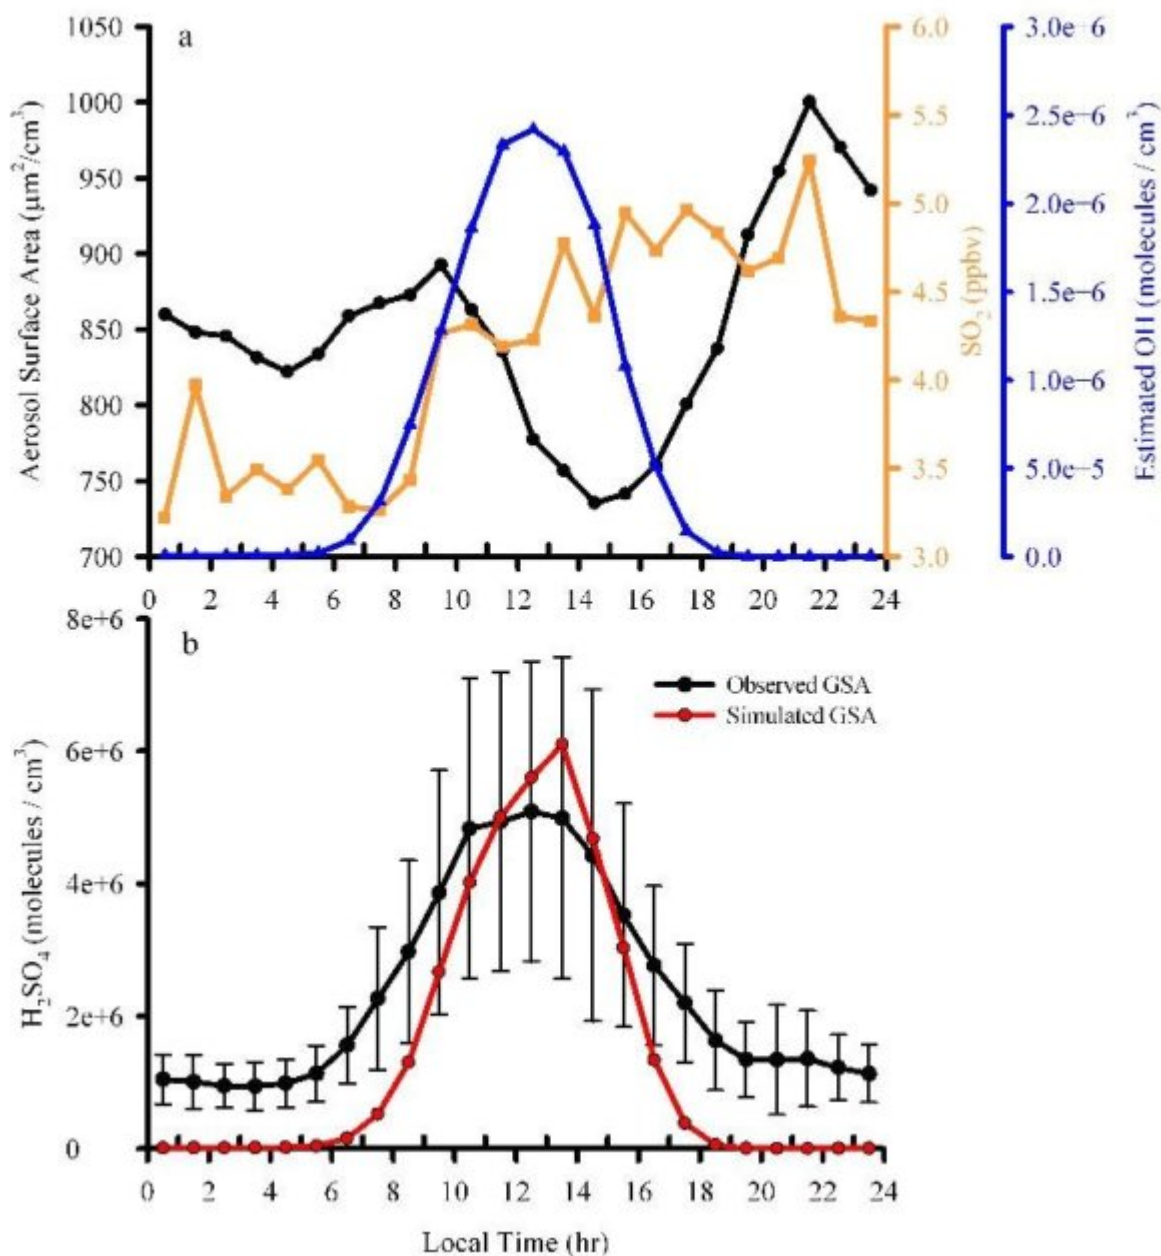 a
1050
1000
950
900
850
800
750
700
Aerosol Surface Area (µm²/cm³)
6.0
5.5
5.0
4.5
4.0
3.5
3.0
SO₂ (ppbv)
3.0e+6
2.5e−6
2.0e−6
1.5e−6
1.0e−6
5.0e−5
0.0
Estimated OH (molecules / cm³)
0 2 4 6 8 10 12 14 16 18 20 22 24
b
8e+6
6e+6
4e+6
2e+6
0
H₂SO₄ (molecules / cm³)
Observed GSA
Simulated GSA
0 2 4 6 8 10 12 14 16 18 20 22 24
Local Time (hr)